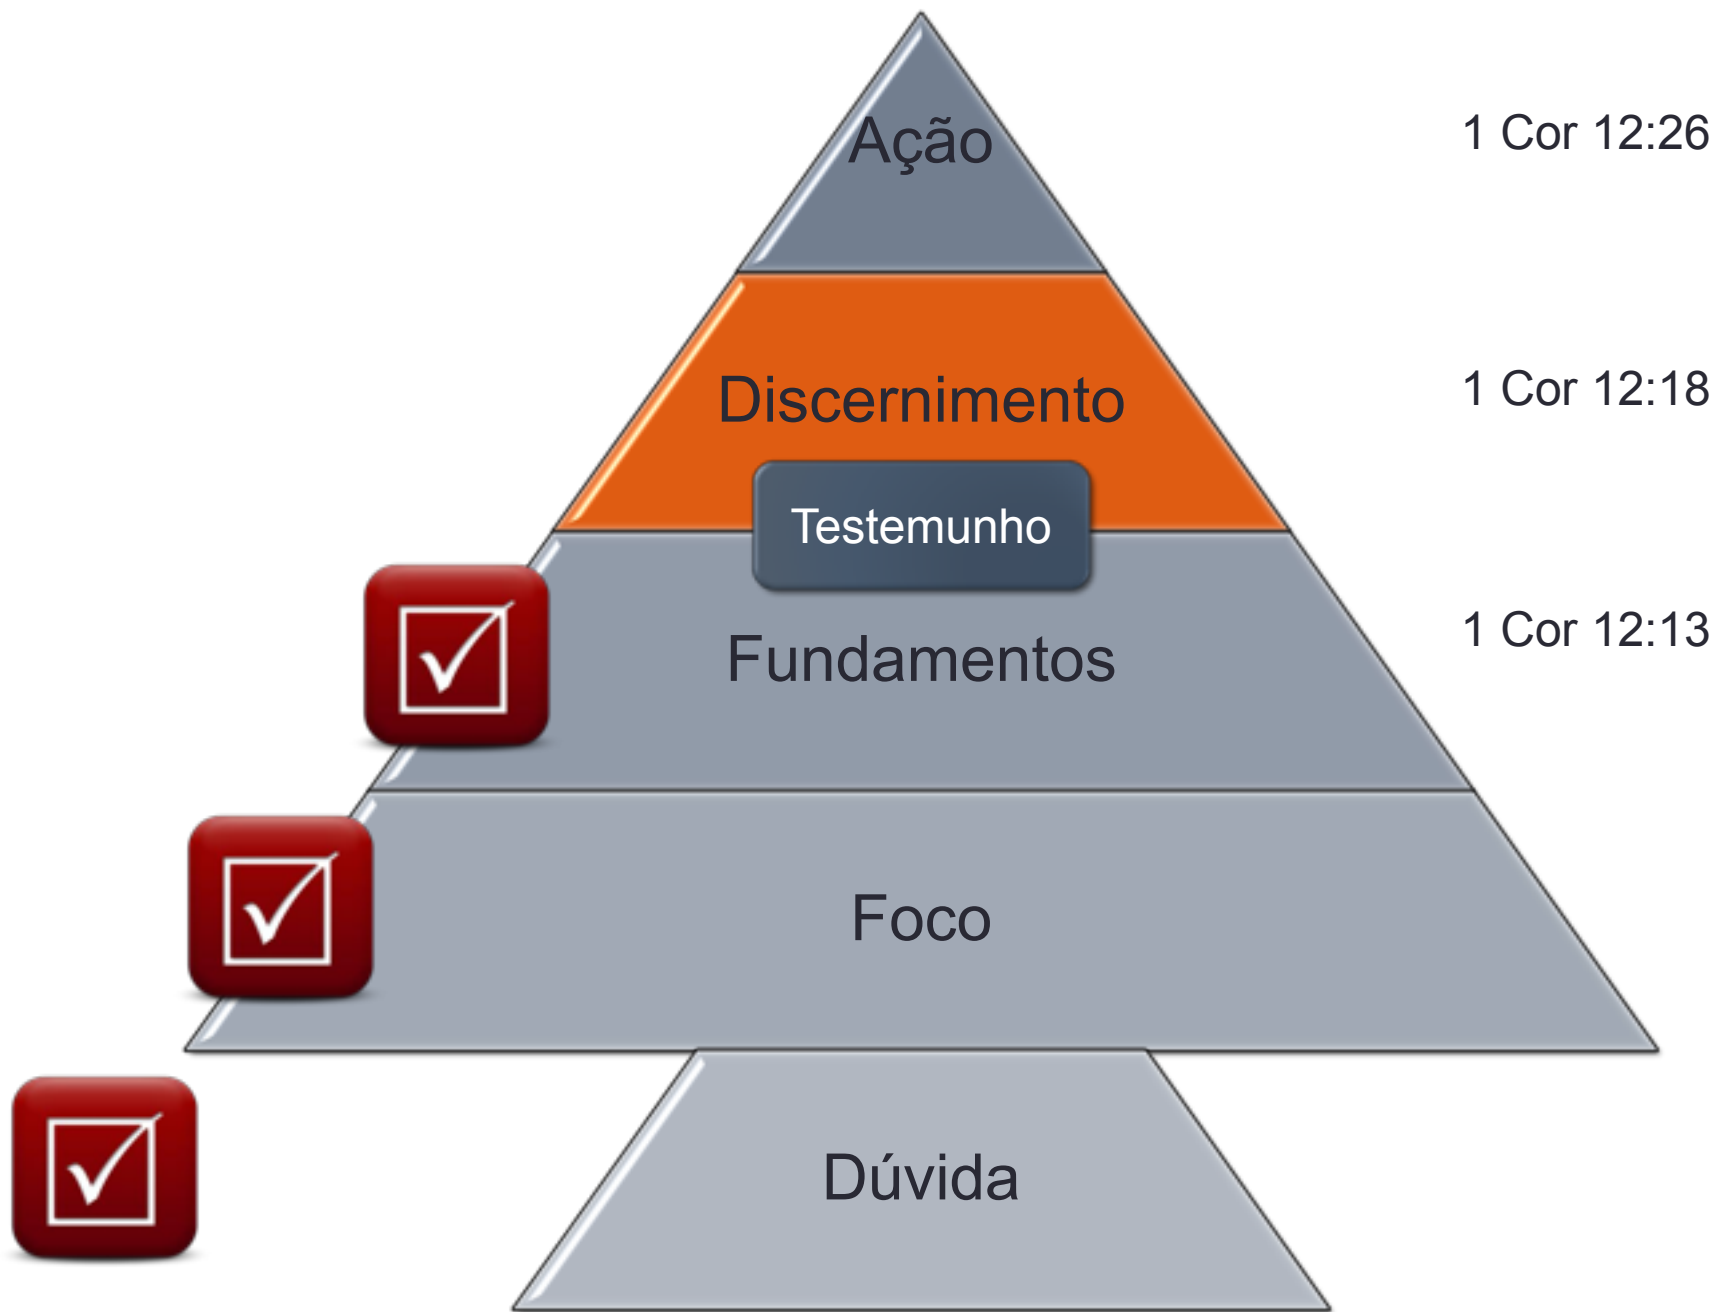 Ação
1 Cor 12:26
Discernimento
1 Cor 12:18
Testemunho
Fundamentos
1 Cor 12:13
Foco
Dúvida